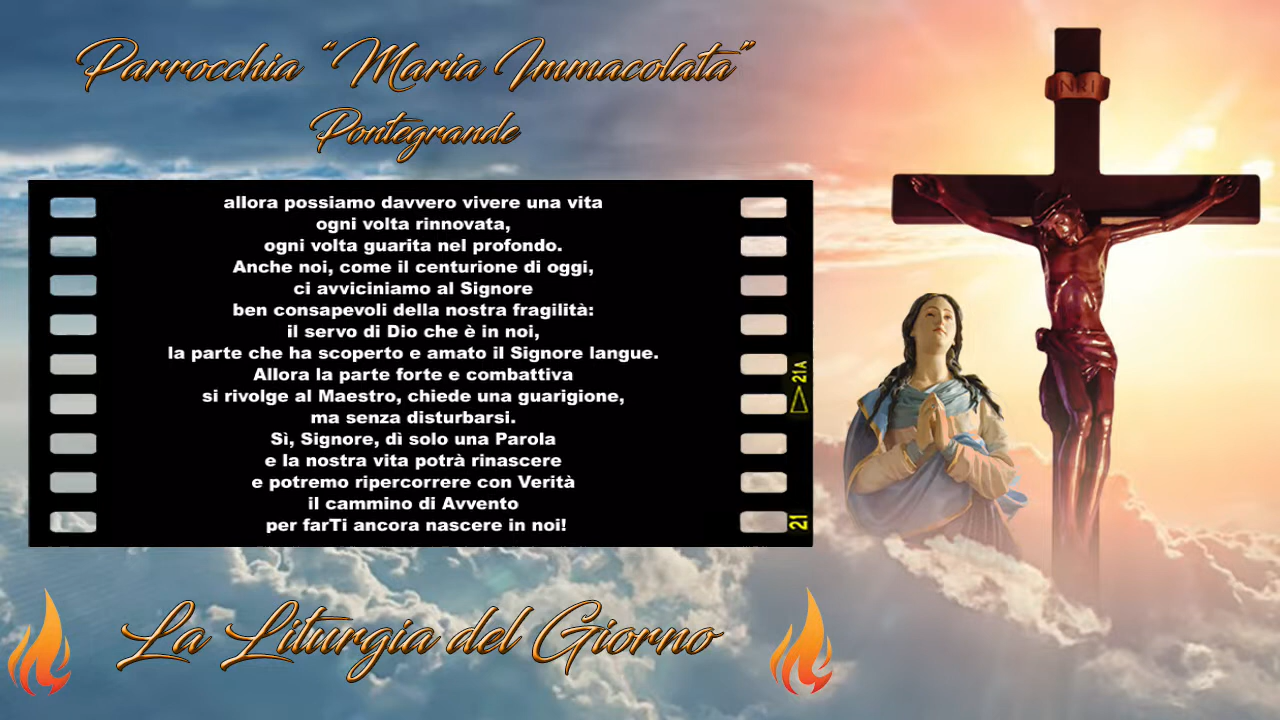 Parrocchia “Maria Immacolata”
Pontegrande
allora possiamo davvero vivere una vita
ogni volta rinnovata,
ogni volta guarita nel profondo.
Anche noi, come il centurione di oggi,
ci avviciniamo al Signore
ben consapevoli della nostra fragilità:
il servo di Dio che è in noi,
la parte che ha scoperto e amato il Signore langue.
Allora la parte forte e combattiva
si rivolge al Maestro, chiede una guarigione,
ma senza disturbarsi.
Sì, Signore, dì solo una Parola
e la nostra vita potrà rinascere
e potremo ripercorrere con Verità
il cammino di Avvento
per farTi ancora nascere in noi!
21A
21
INRI
La Liturgia del Giorno